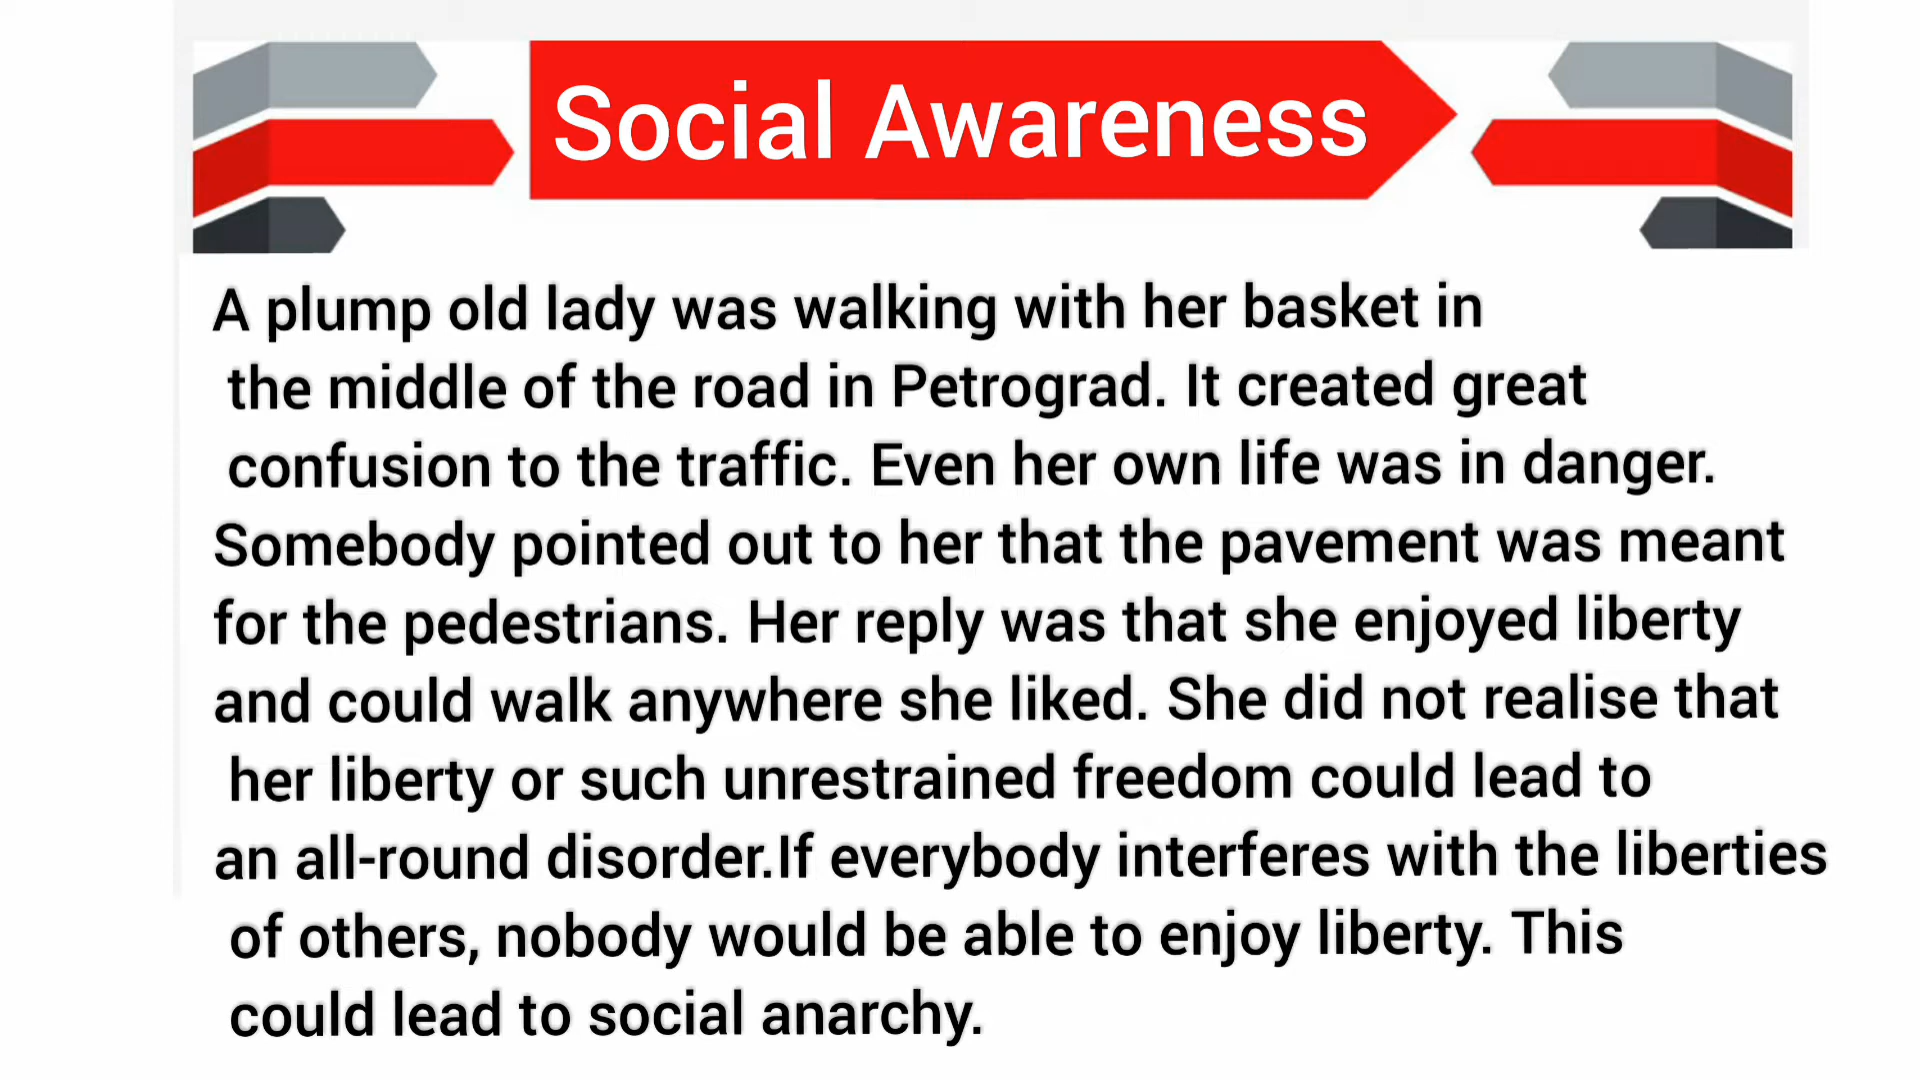 Social Awareness
A plump old lady was walking with her basket in
the middle of the road in Petrograd. It created great
confusion to the traffic. Even her own life was in danger.
Somebody pointed out to her that the pavement was meant
for the pedestrians. Her reply was that she enjoyed liberty
and could walk anywhere she liked. She did not realise that
her liberty or such unrestrained freedom could lead to
an all-round disorder.If everybody interferes with the liberties
of others, nobody would be able to enjoy liberty. This
could lead to social anarchy.